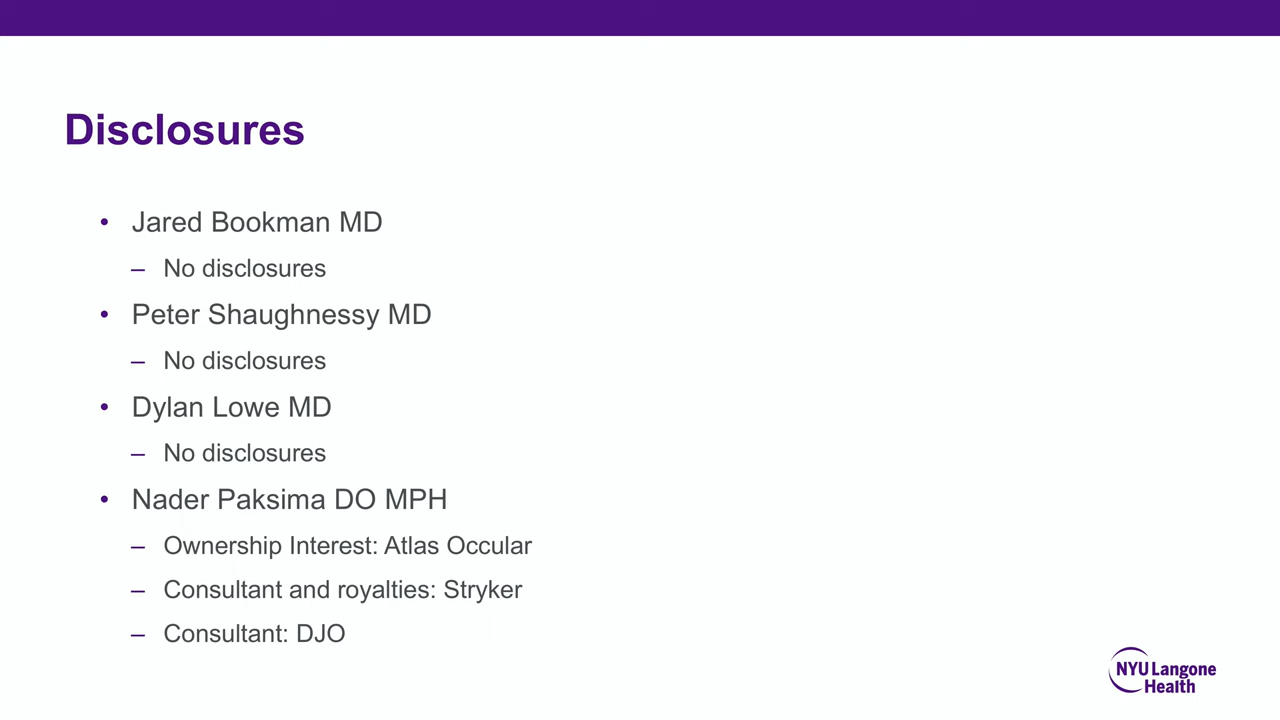 Disclosures
• Jared Bookman MD
– No disclosures
• Peter Shaughnessy MD
– No disclosures
• Dylan Lowe MD
– No disclosures
• Nader Paksima DO MPH
– Ownership Interest: Atlas Occular
– Consultant and royalties: Stryker
– Consultant: DJO
NYU Langone
Health